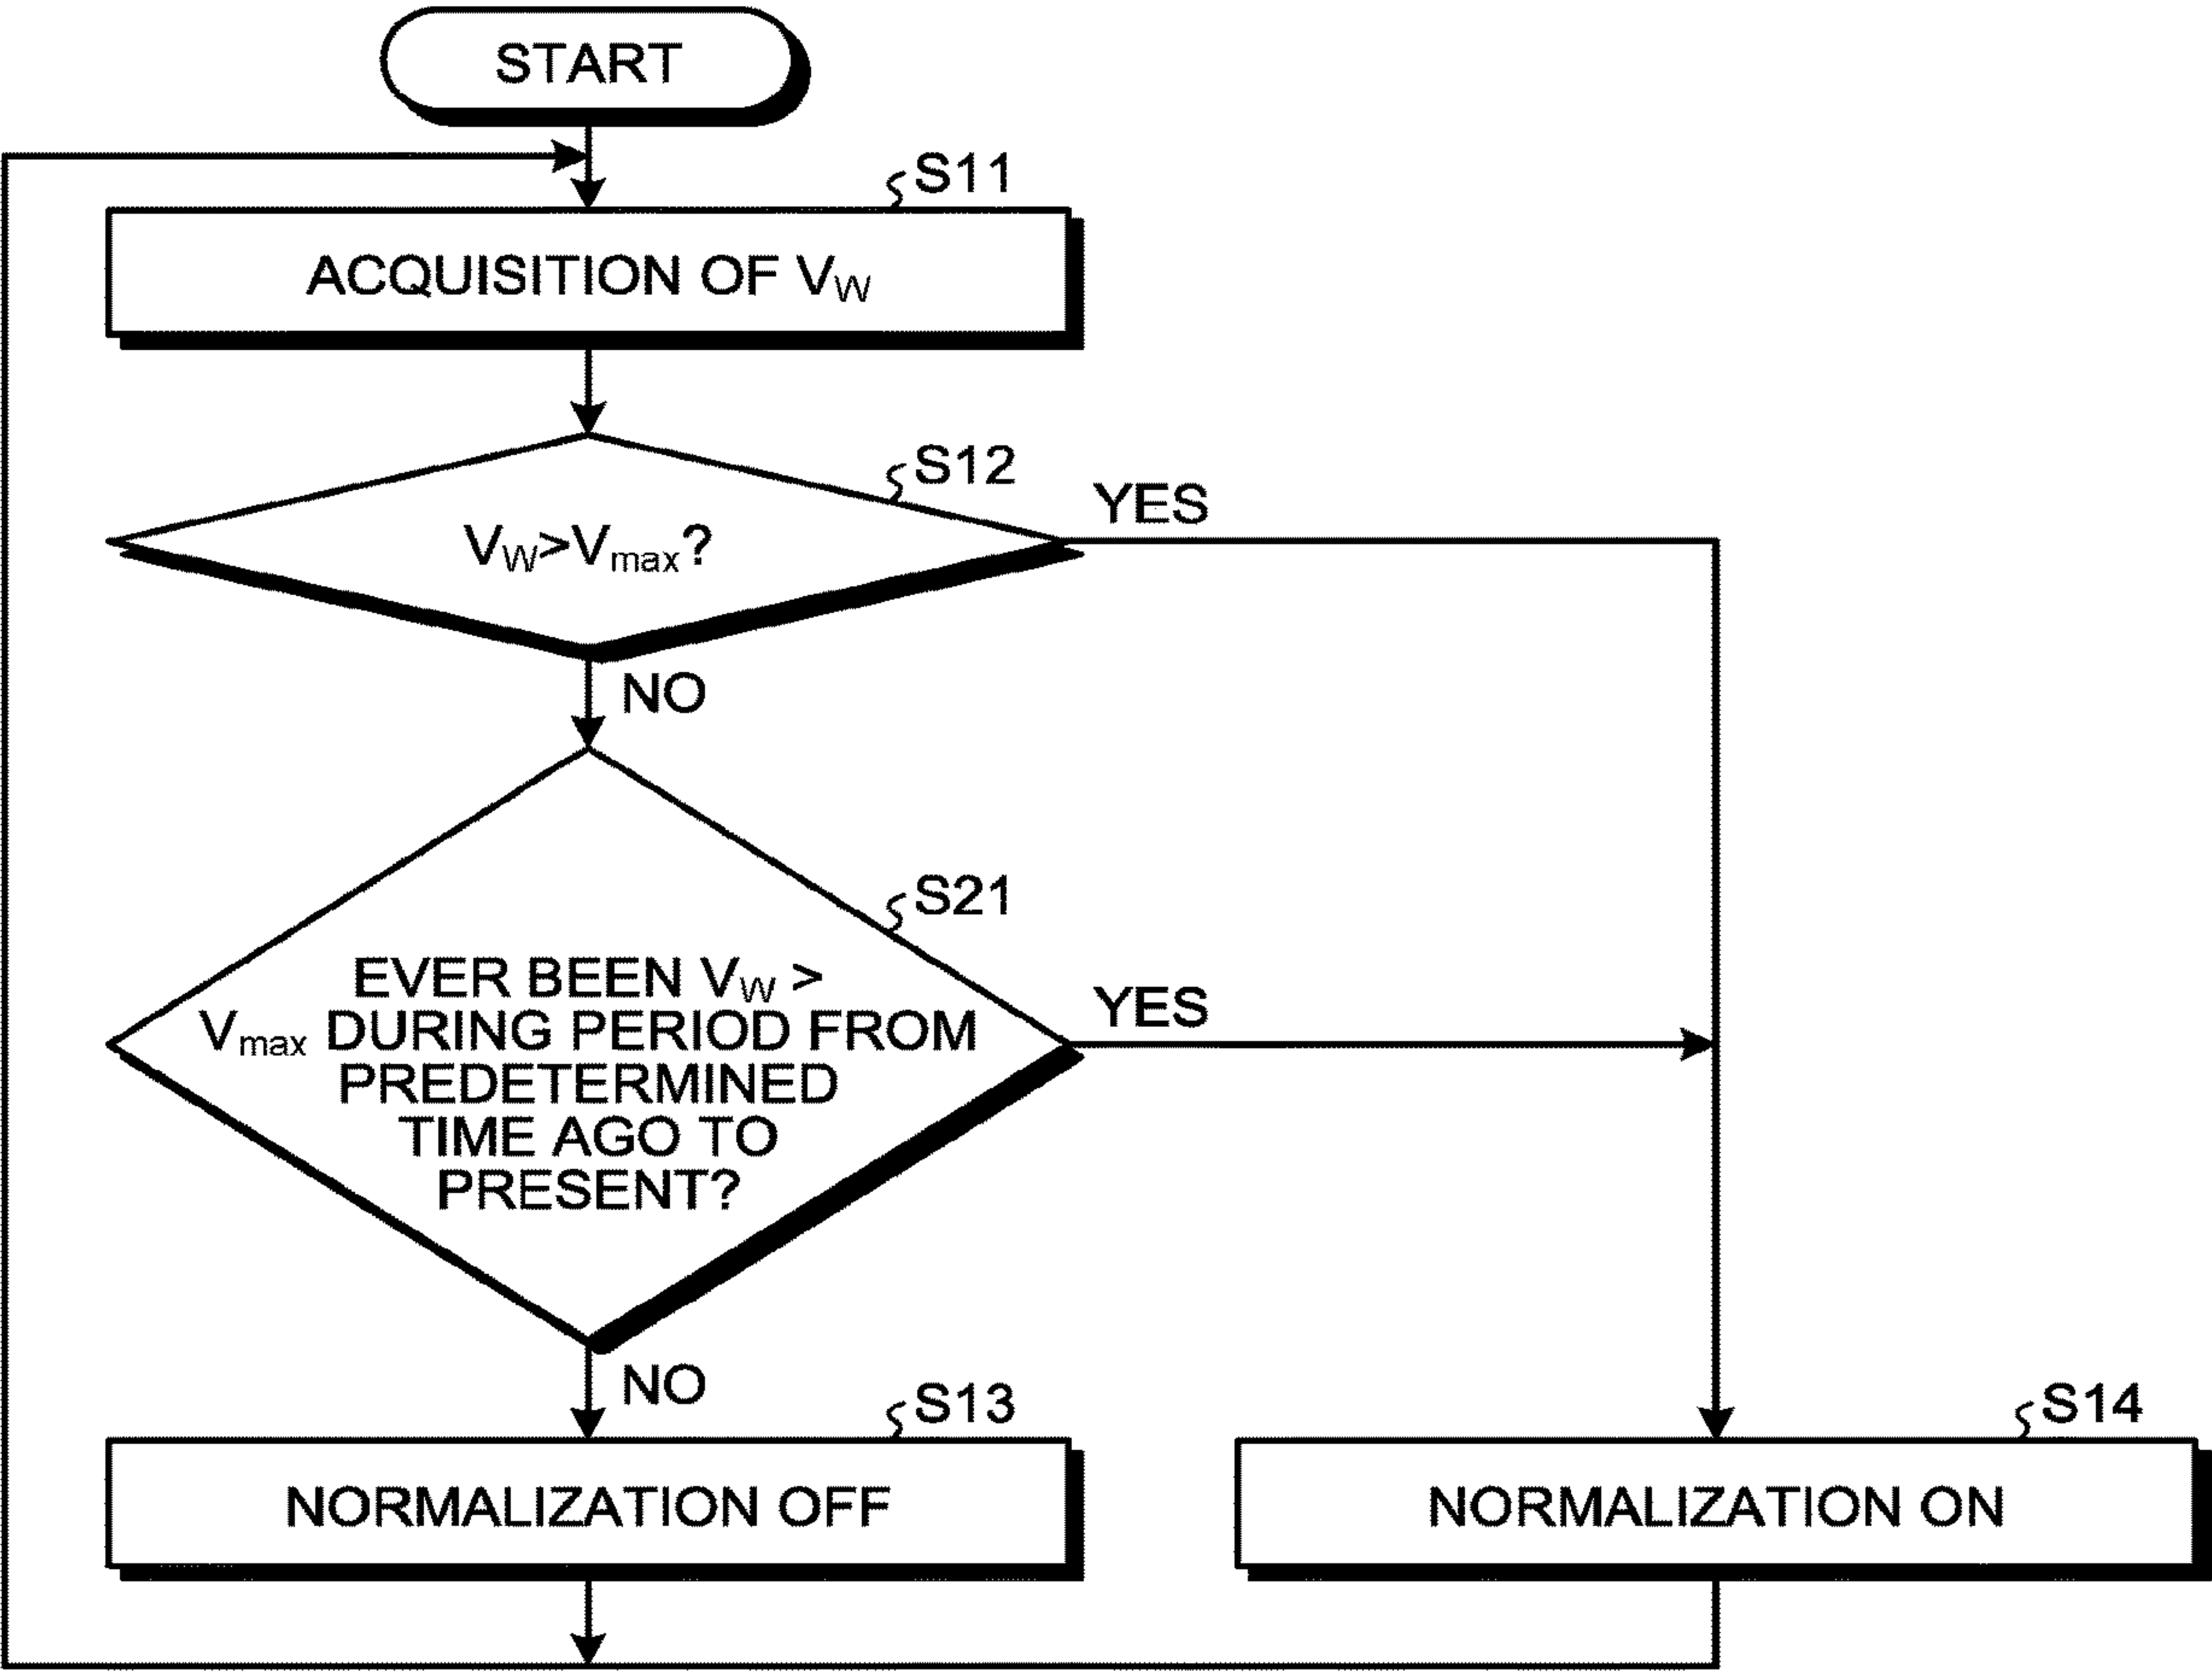 START
S11
ACQUISITION OF VW
S12
VW>Vmax?
YES
NO
S21
EVER BEEN VW >
Vmax DURING PERIOD FROM
PREDETERMINED
TIME AGO TO
PRESENT?
YES
NO
S13
NORMALIZATION OFF
S14
NORMALIZATION ON